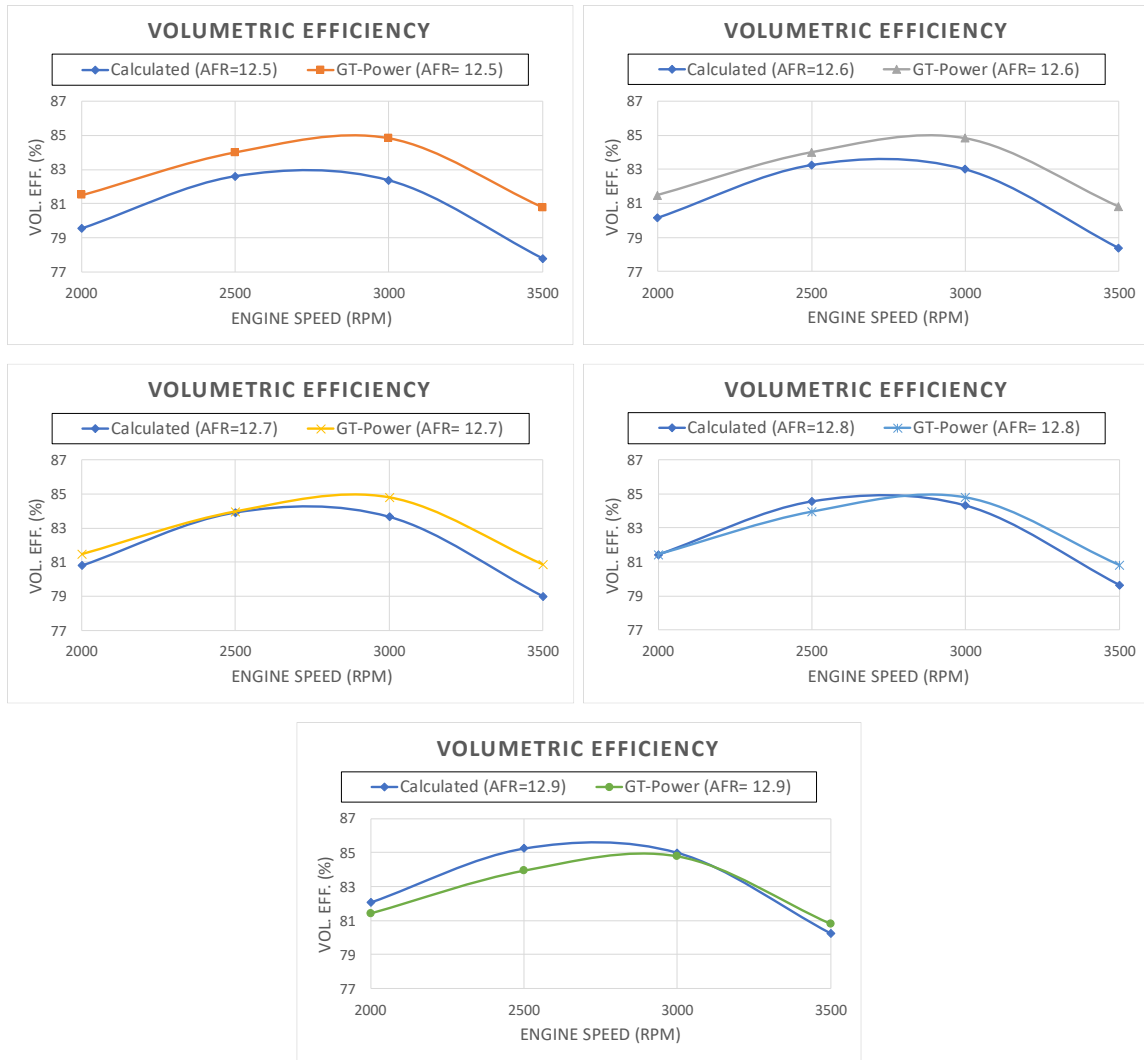 VOLUMETRIC EFFICIENCY
Calculated (AFR=12.5) GT-Power (AFR= 12.5)
87
85
83
81
79
77
VOL. EFF. (%)
2000 2500 3000 3500
ENGINE SPEED (RPM)
VOLUMETRIC EFFICIENCY
Calculated (AFR=12.6) GT-Power (AFR= 12.6)
87
85
83
81
79
77
VOL. EFF. (%)
2000 2500 3000 3500
ENGINE SPEED (RPM)
VOLUMETRIC EFFICIENCY
Calculated (AFR=12.7) GT-Power (AFR= 12.7)
87
85
83
81
79
77
VOL. EFF. (%)
2000 2500 3000 3500
ENGINE SPEED (RPM)
VOLUMETRIC EFFICIENCY
Calculated (AFR=12.8) GT-Power (AFR= 12.8)
87
85
83
81
79
77
VOL. EFF. (%)
2000 2500 3000 3500
ENGINE SPEED (RPM)
VOLUMETRIC EFFICIENCY
Calculated (AFR=12.9) GT-Power (AFR= 12.9)
87
85
83
81
79
77
VOL. EFF. (%)
2000 2500 3000 3500
ENGINE SPEED (RPM)